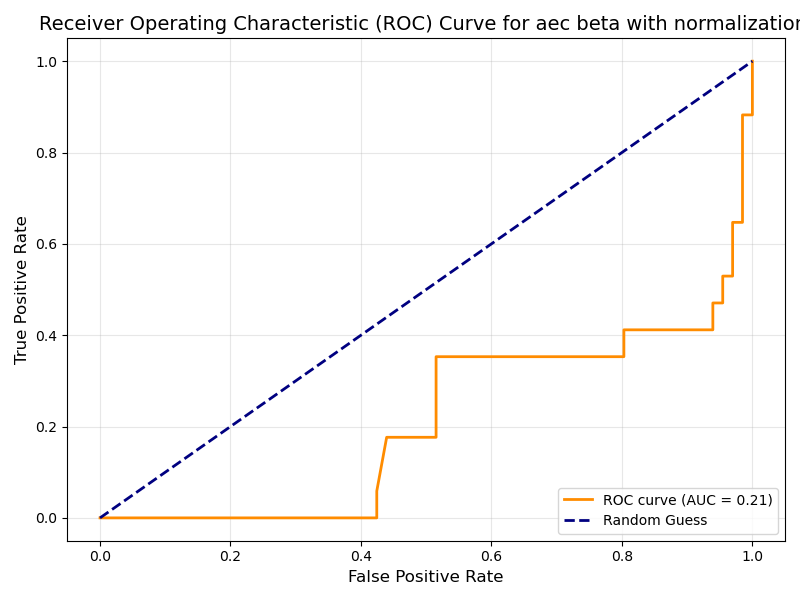 Receiver Operating Characteristic (ROC) Curve for aec beta with normalization
True Positive Rate
1.0
0.8
0.6
0.4
0.2
0.0
ROC curve (AUC = 0.21)
Random Guess
0.0 0.2 0.4 0.6 0.8 1.0
False Positive Rate